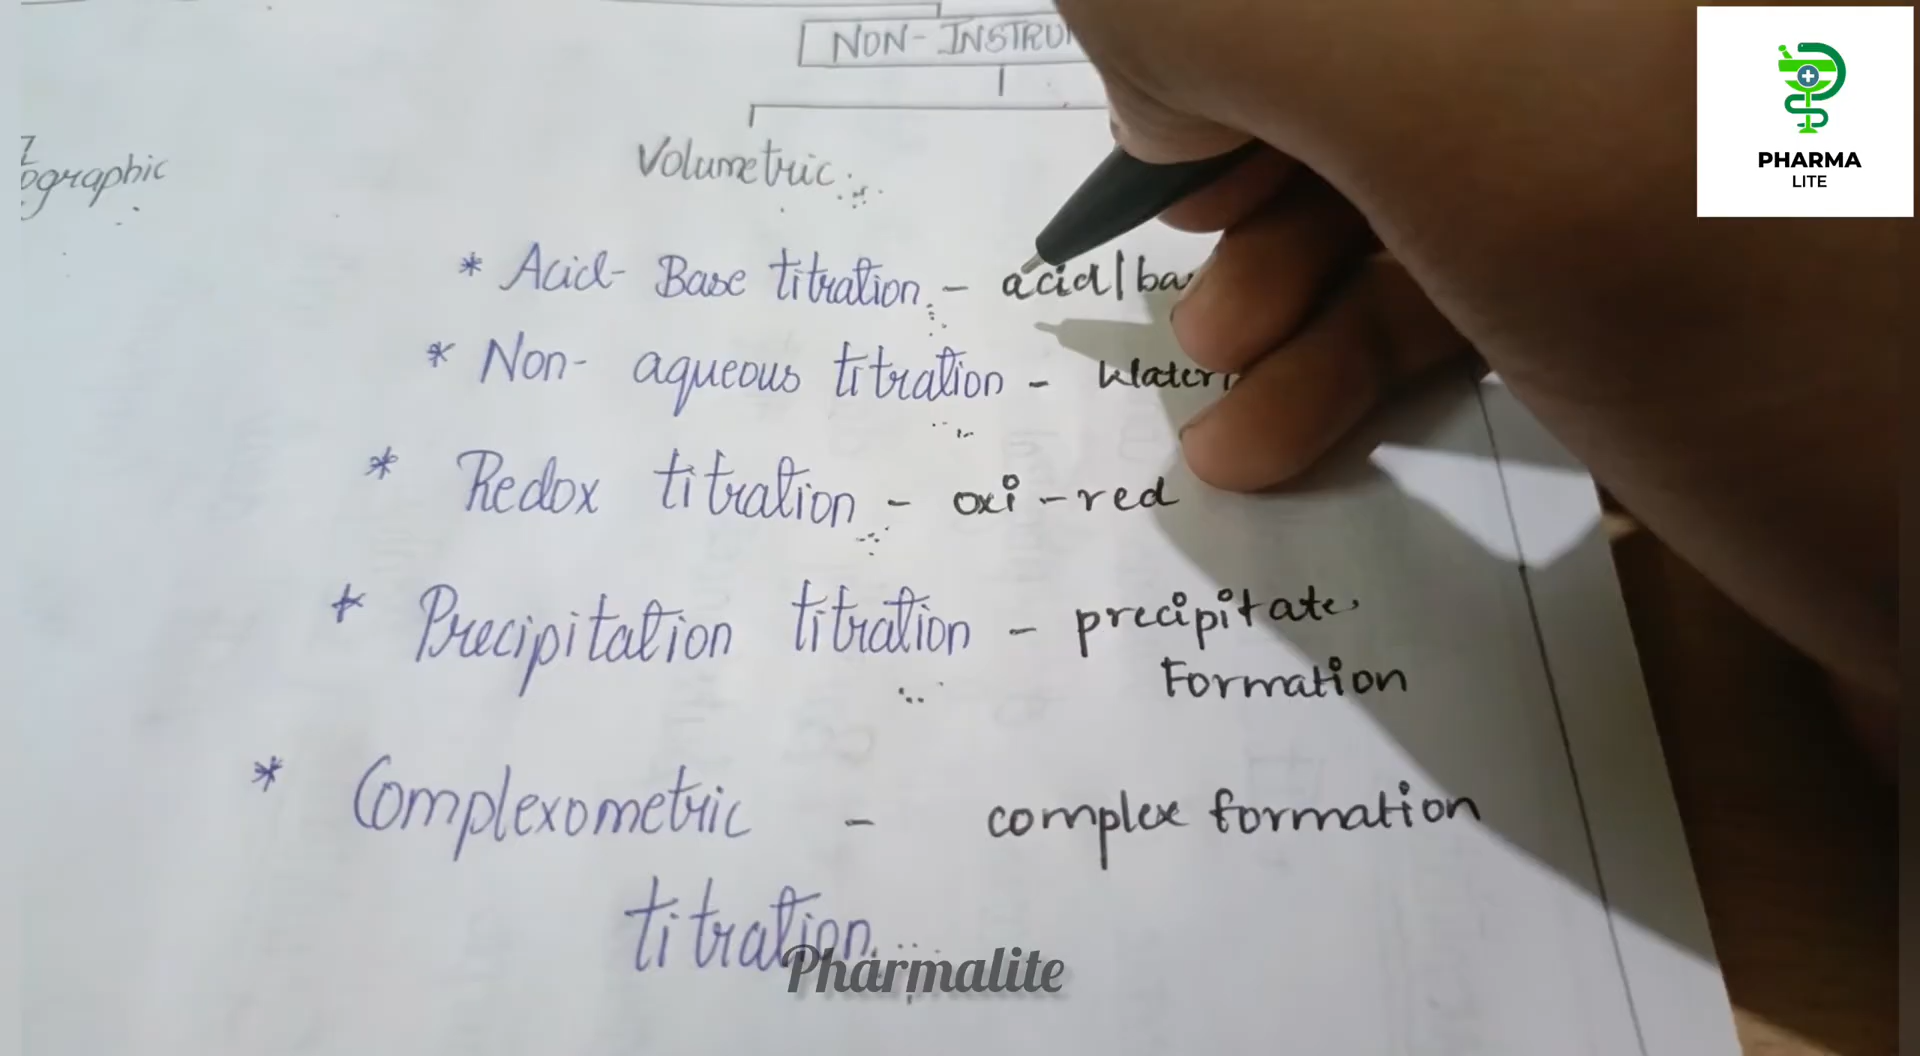 NON-INSTRU
Volumetric
ographic
* Acid-Base titration - acid/ba
* Non-aqueous titration - Water
* Redox titration - oxi-red
* Precipitation titration - precipitate
Formation
* Complexometric - complex formation
titration
Pharmalite
PHARMA
LITE